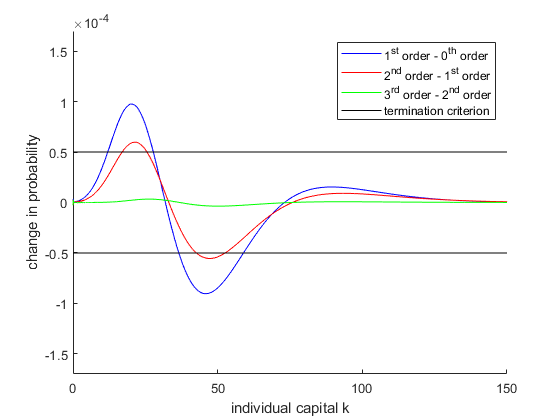 ×10⁻⁴
1.5
1
0.5
0
-0.5
-1
-1.5
0
50
100
150
change in probability
individual capital k
1ˢᵗ order - 0ᵗʰ order
2ⁿᵈ order - 1ˢᵗ order
3ʳᵈ order - 2ⁿᵈ order
termination criterion